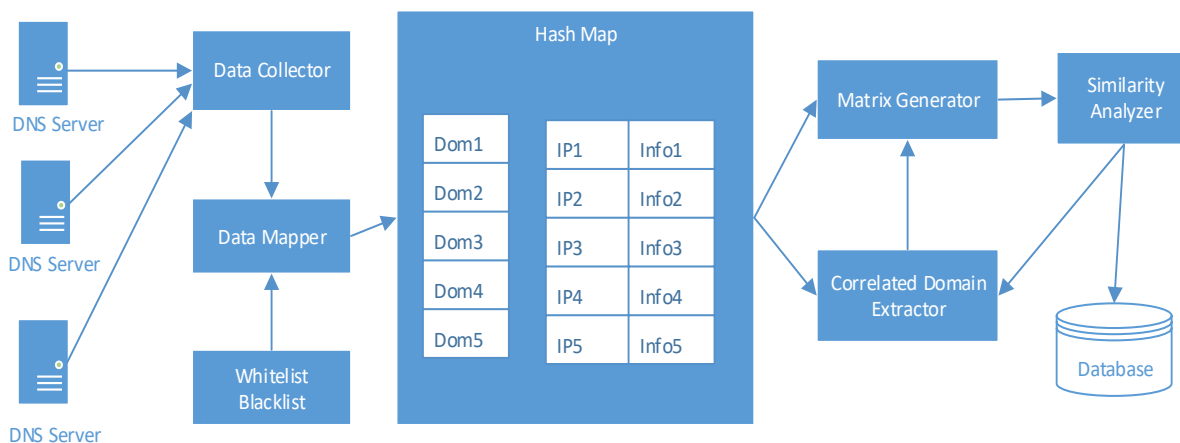 DNS Server
DNS Server
DNS Server
Data Collector
Data Mapper
Whitelist
Blacklist
Hash Map
Dom1
Dom2
Dom3
Dom4
Dom5
IP1 Info1
IP2 Info2
IP3 Info3
IP4 Info4
IP5 Info5
Matrix Generator
Correlated Domain
Extractor
Similarity
Analyzer
Database